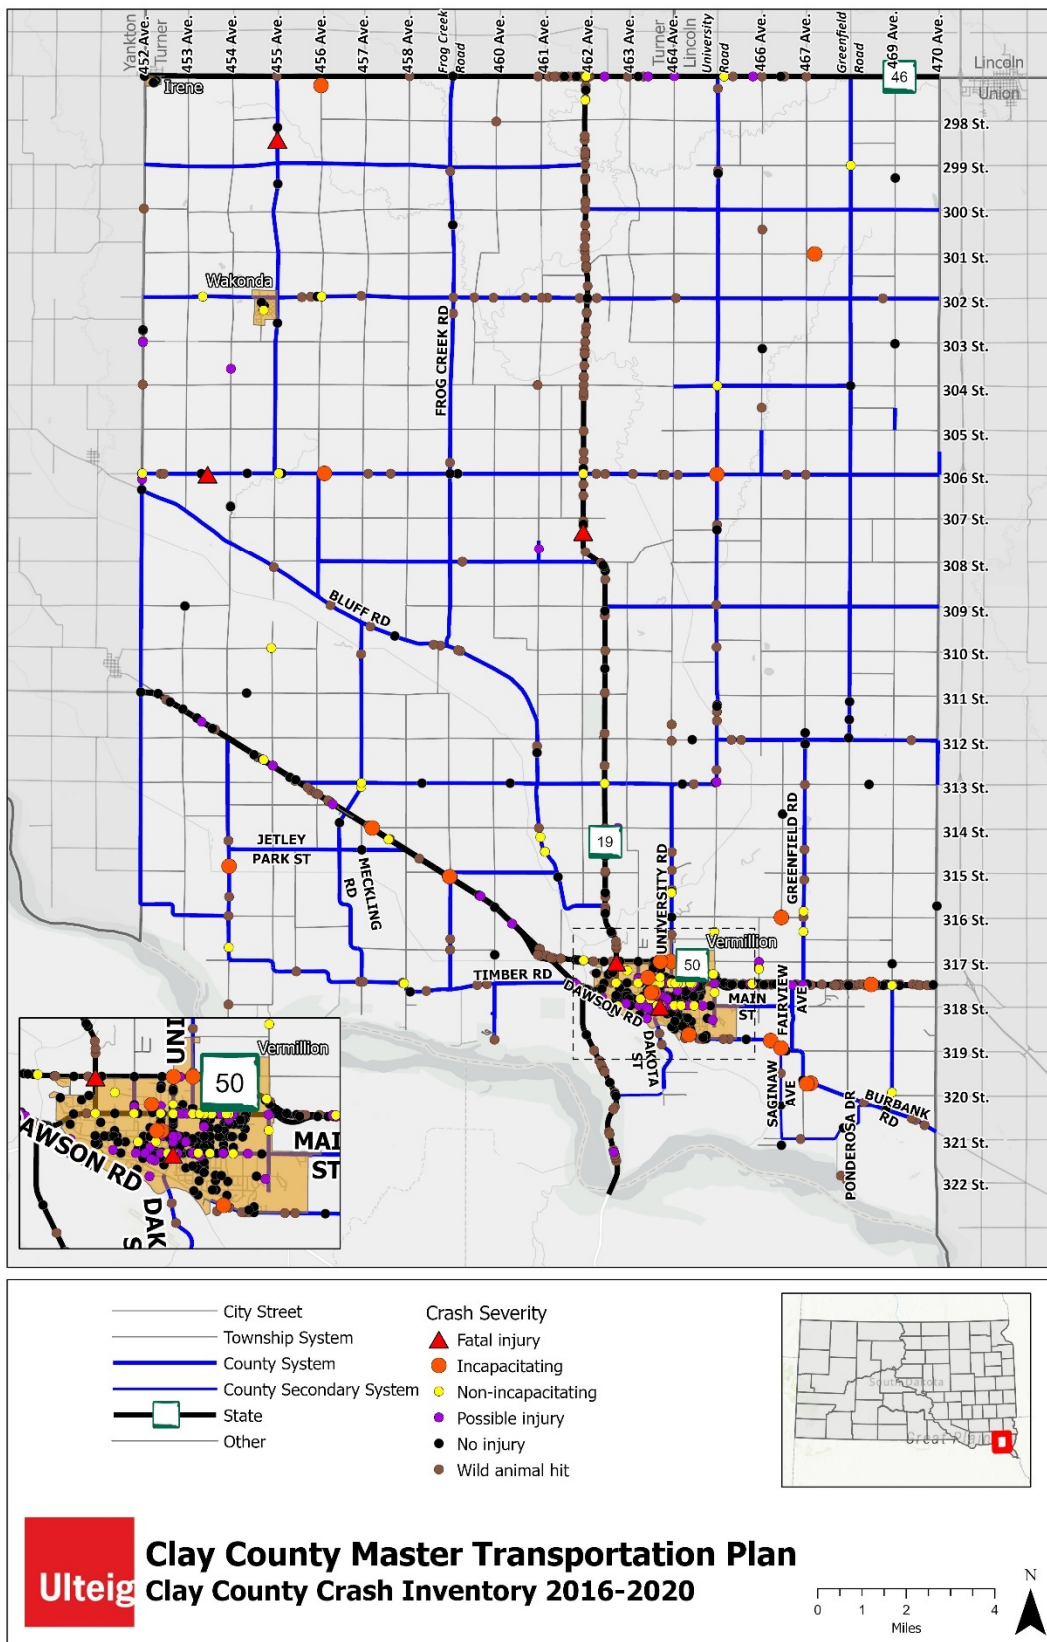 Yankton
452 Ave.
Turner
453 Ave.
454 Ave.
455 Ave.
456 Ave.
457 Ave.
458 Ave.
Frog Creek
Road
460 Ave.
461 Ave.
462 Ave.
463 Ave.
Turner
464 Ave.
Lincoln
University
Road
466 Ave.
467 Ave.
Greenfield
Road
469 Ave.
470 Ave.
Lincoln
Union
46
Irene
298 St.
299 St.
300 St.
301 St.
Wakonda
302 St.
303 St.
FROG CREEK RD
304 St.
305 St.
306 St.
307 St.
308 St.
BLUFF RD
309 St.
310 St.
311 St.
312 St.
313 St.
GREENFIELD RD
19
314 St.
JETLEY
PARK ST
MECKLING
RD
UNIVERSITY RD
315 St.
316 St.
Vermillion
50
317 St.
TIMBER RD
DAWSON RD
MAIN
ST
FAIRVIEW
AVE
318 St.
DAKOTA
ST
319 St.
SAGINAW
AVE
PONDEROSA DR
BURBANK
RD
320 St.
321 St.
322 St.
UNI
Vermillion
50
AWSON RD
MAI
ST
DAK
S
City Street
Township System
County System
County Secondary System
State
Other
Crash Severity
Fatal injury
Incapacitating
Non-incapacitating
Possible injury
No injury
Wild animal hit
South Dakota
Great Plain
Ulteig
Clay County Master Transportation Plan
Clay County Crash Inventory 2016-2020
N
0 1 2 4
Miles